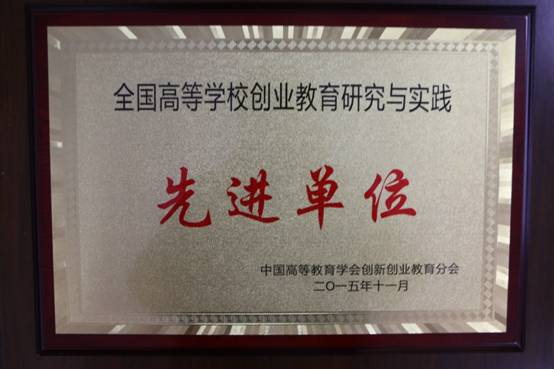 全国高等学校创业教育研究与实践
先进单位
中国高等教育学会创新创业教育分会
二〇一五年十一月